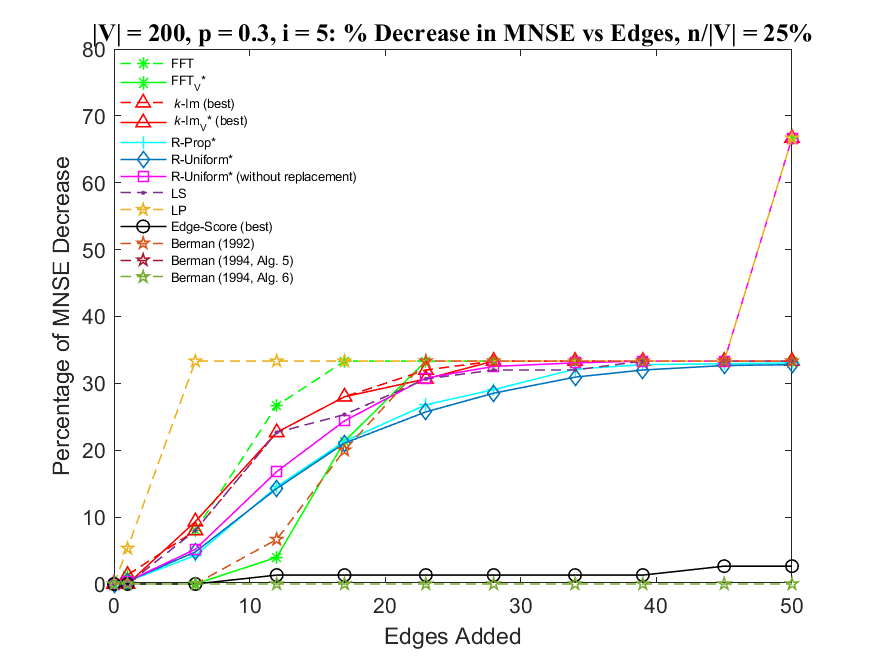 |V| = 200, p = 0.3, i = 5: % Decrease in MNSE vs Edges, n/|V| = 25%
80
70
60
50
40
30
20
10
0
Percentage of MNSE Decrease
FFT
FFT_V*
k-Im (best)
k-Im_V* (best)
R-Prop*
R-Uniform*
R-Uniform* (without replacement)
LS
LP
Edge-Score (best)
Berman (1992)
Berman (1994, Alg. 5)
Berman (1994, Alg. 6)
0 10 20 30 40 50
Edges Added